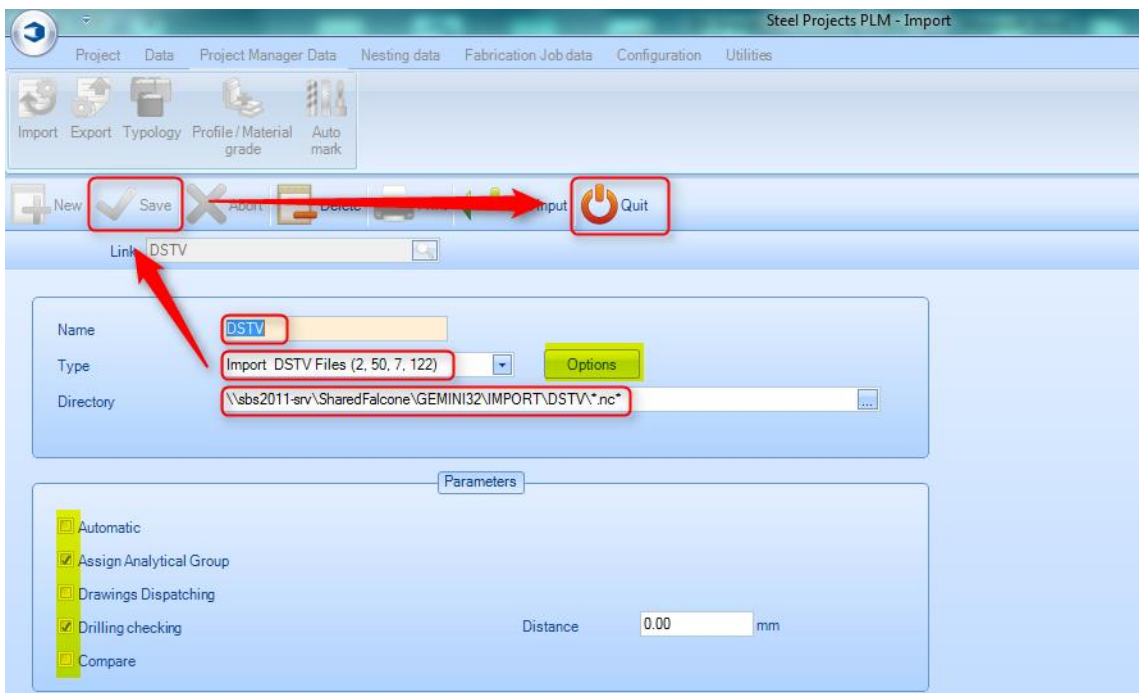 Steel Projects PLM - Import
Project Data Project Manager Data Nesting data Fabrication Job data Configuration Utilities
Import Export Typology Profile / Material grade Auto mark
New Save Abort Delete Input Quit
Link DSTV
Name DSTV
Type Import DSTV Files (2, 50, 7, 122) Options
Directory \\sbs2011-srv\SharedFalcone\GEMINI32\IMPORT\DSTV\*.nc* ...
Parameters
Automatic
Assign Analytical Group
Drawings Dispatching
Drilling checking Distance 0.00 mm
Compare